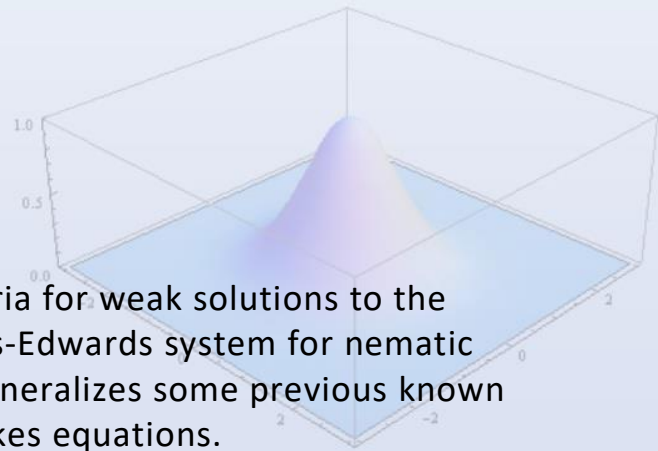 1.0
0.5
0.0
ria for weak solutions to the
s-Edwards system for nematic
neralizes some previous known
kes equations.
-2
0
2
-2
0
2